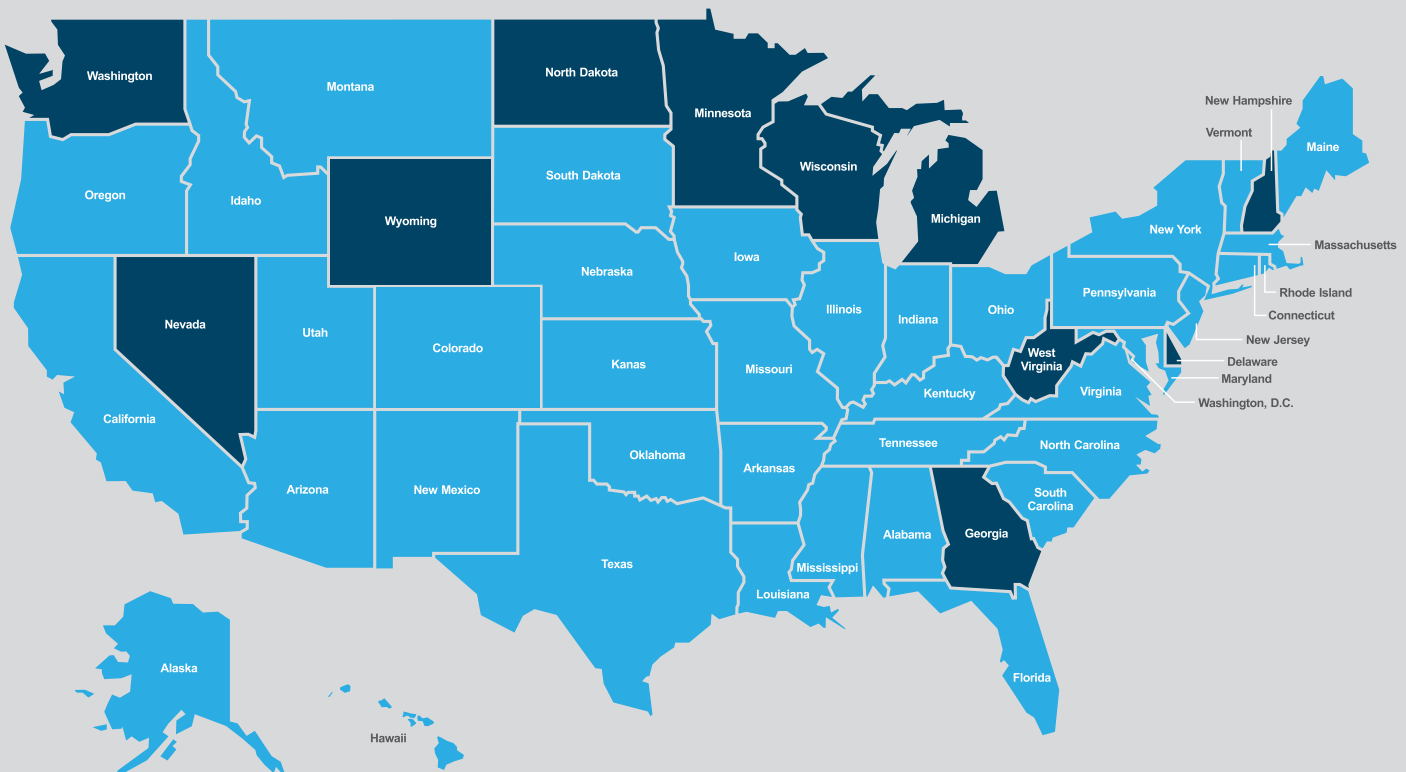 Washington
Montana
North Dakota
Minnesota
New Hampshire
Vermont
Maine
Oregon
Idaho
Wyoming
South Dakota
Wisconsin
Michigan
New York
Massachusetts
Nebraska
Iowa
Illinois
Indiana
Ohio
Pennsylvania
Rhode Island
Connecticut
New Jersey
Delaware
Maryland
Washington, D.C.
Nevada
Utah
Colorado
Kanas
Missouri
Kentucky
West
Virginia
Virginia
California
Arizona
New Mexico
Oklahoma
Arkansas
Tennessee
North Carolina
South
Carolina
Texas
Louisiana
Mississippi
Alabama
Georgia
Florida
Alaska
Hawaii